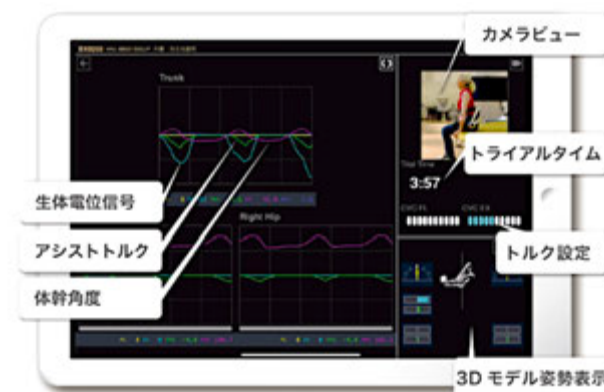 カメラビュー
Trunk
トライアルタイム
3:57
生体電位信号
アシストトルク
Right Hip
トルク設定
体幹角度
3D モデル姿勢表示